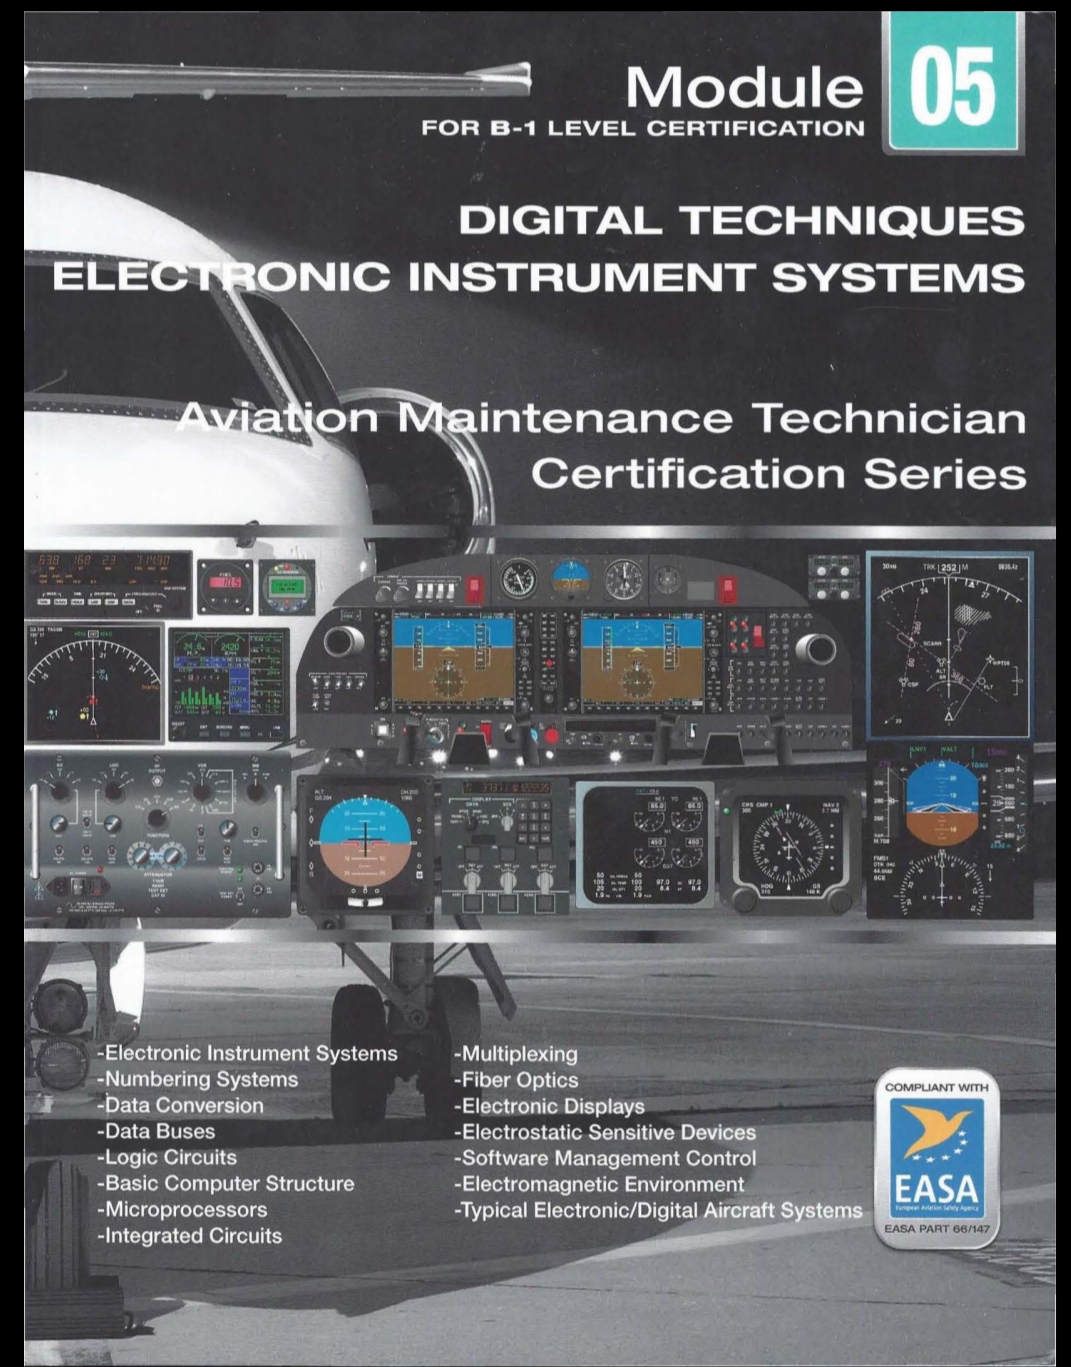 Module
05
FOR B-1 LEVEL CERTIFICATION
DIGITAL TECHNIQUES
ELECTRONIC INSTRUMENT SYSTEMS
Aviation Maintenance Technician
Certification Series
TRK 252 M
-Electronic Instrument Systems
-Numbering Systems
-Data Conversion
-Data Buses
-Logic Circuits
-Basic Computer Structure
-Microprocessors
-Integrated Circuits
-Multiplexing
-Fiber Optics
-Electronic Displays
-Electrostatic Sensitive Devices
-Software Management Control
-Electromagnetic Environment
-Typical Electronic/Digital Aircraft Systems
COMPLIANT WITH
EASA
European Aviation Safety Agency
EASA PART 66/147